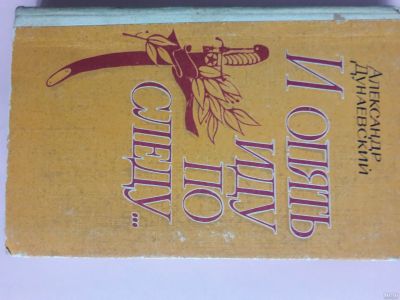 АЛЕКСАНДР
ДУНАЕВСКИЙ
И ОПЯТЬ
ИДУ
ПО
СЛЕДУ...